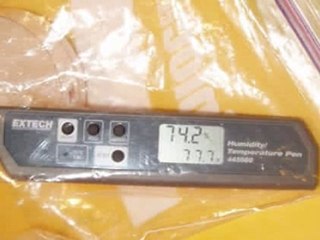 EXTECH
74.2%
77.7
Humidity/
Temperature Pen
445580